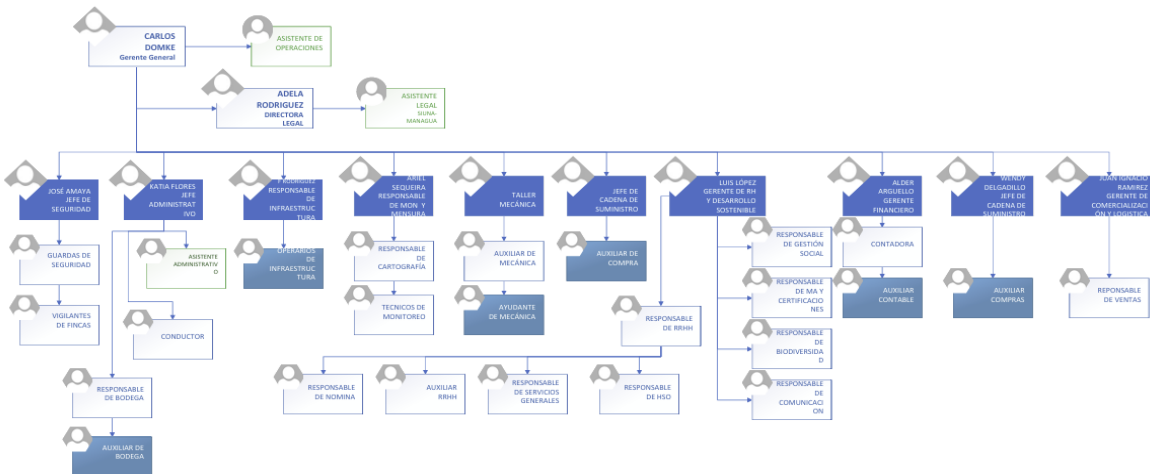 CARLOS
DOMKE
Gerente General
ASISTENTE DE
OPERACIONES
ADELA
RODRIGUEZ
DIRECTORA
LEGAL
ASISTENTE
LEGAL
SIUNA-
MANAGUA
JOSÉ AMAYA
JEFE DE
SEGURIDAD
KATIA FLORES
JEFE
ADMINISTRAT
IVO
RODRIGUEZ
RESPONSABLE
DE
INFRAESTRUC
TURA
ARIEL
SEQUEIRA
RESPONSABLE
DE MON Y
MENSURA
TALLER
MECÁNICA
JEFE DE
CADENA DE
SUMINISTRO
LUIS LÓPEZ
GERENTE DE RH
Y DESARROLLO
SOSTENIBLE
ALDER
ARGUELLO
GERENTE
FINANCIERO
WENDY
DELGADILLO
JEFE DE
CADENA DE
SUMINISTRO
JUAN IGNACIO
RAMIREZ
GERENTE DE
COMERCIALIZACI
ÓN Y LOGISTICA
GUARDAS DE
SEGURIDAD
ASISTENTE
ADMINISTRATIV
O
OPERARIOS
DE
INFRAESTRUC
TURA
RESPONSABLE
DE
CARTOGRAFÍA
AUXILIAR DE
MECÁNICA
AUXILIAR DE
COMPRA
RESPONSABLE
DE GESTIÓN
SOCIAL
CONTADORA
VIGILANTES
DE FINCAS
CONDUCTOR
TECNICOS DE
MONITOREO
AYUDANTE
DE MECÁNICA
RESPONSABLE
DE RRHH
RESPONSABLE
DE MA Y
CERTIFICACIO
NES
AUXILIAR
CONTABLE
AUXILIAR
COMPRAS
REPONSABLE
DE VENTAS
RESPONSABLE
DE
BIODIVERSIDA
D
RESPONSABLE
DE BODEGA
RESPONSABLE
DE NOMINA
AUXILIAR
RRHH
RESPONSABLE
DE SERVICIOS
GENERALES
RESPONSABLE
DE HSO
RESPONSABLE
DE
COMUNICACI
ON
AUXILIAR DE
BODEGA